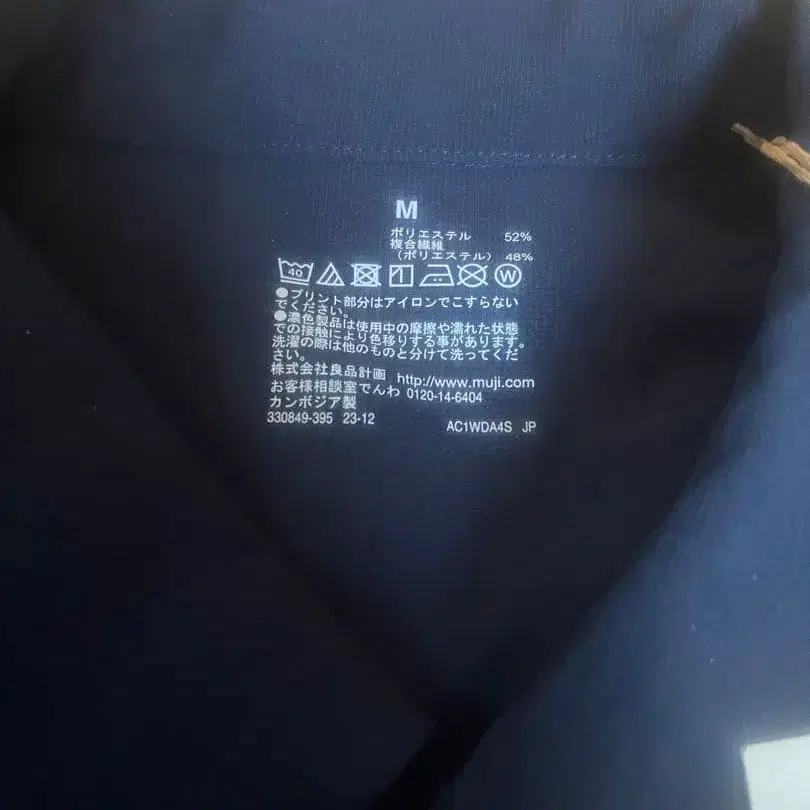 M
ポリエステル 52%
複合繊維
（ポリエステル） 48%
40 W
●プリント部分はアイロンでこすらない
でください。
●濃色製品は使用中の摩擦や濡れた状態
での接触により色移りする事があります。
洗濯の際は他のものと分けて洗ってくだ
さい。
株式会社良品計画 http://www.muji.com
お客様相談室でんわ 0120-14-6404
カンボジア製
330849-395 23-12 AC1WDA4S JP